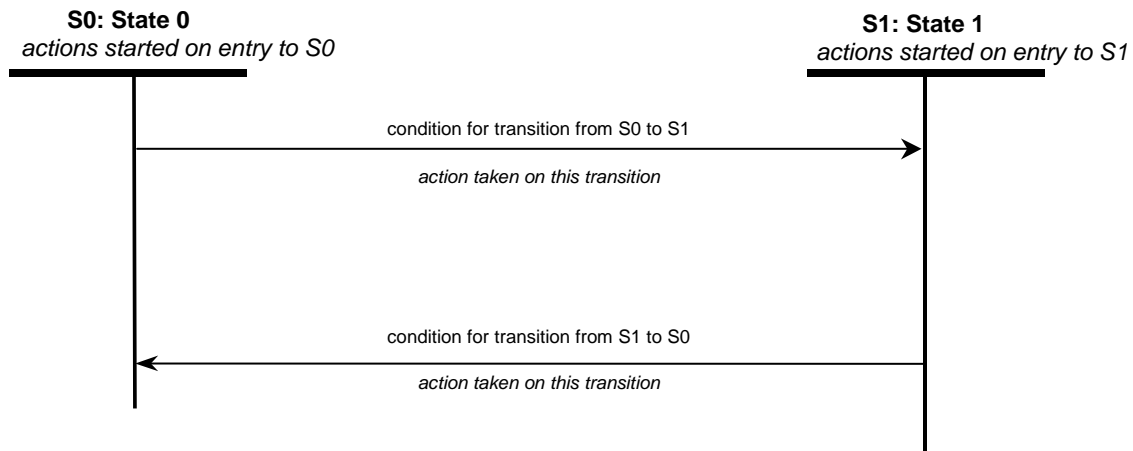 S0: State 0
actions started on entry to S0
S1: State 1
actions started on entry to S1
condition for transition from S0 to S1
action taken on this transition
condition for transition from S1 to S0
action taken on this transition